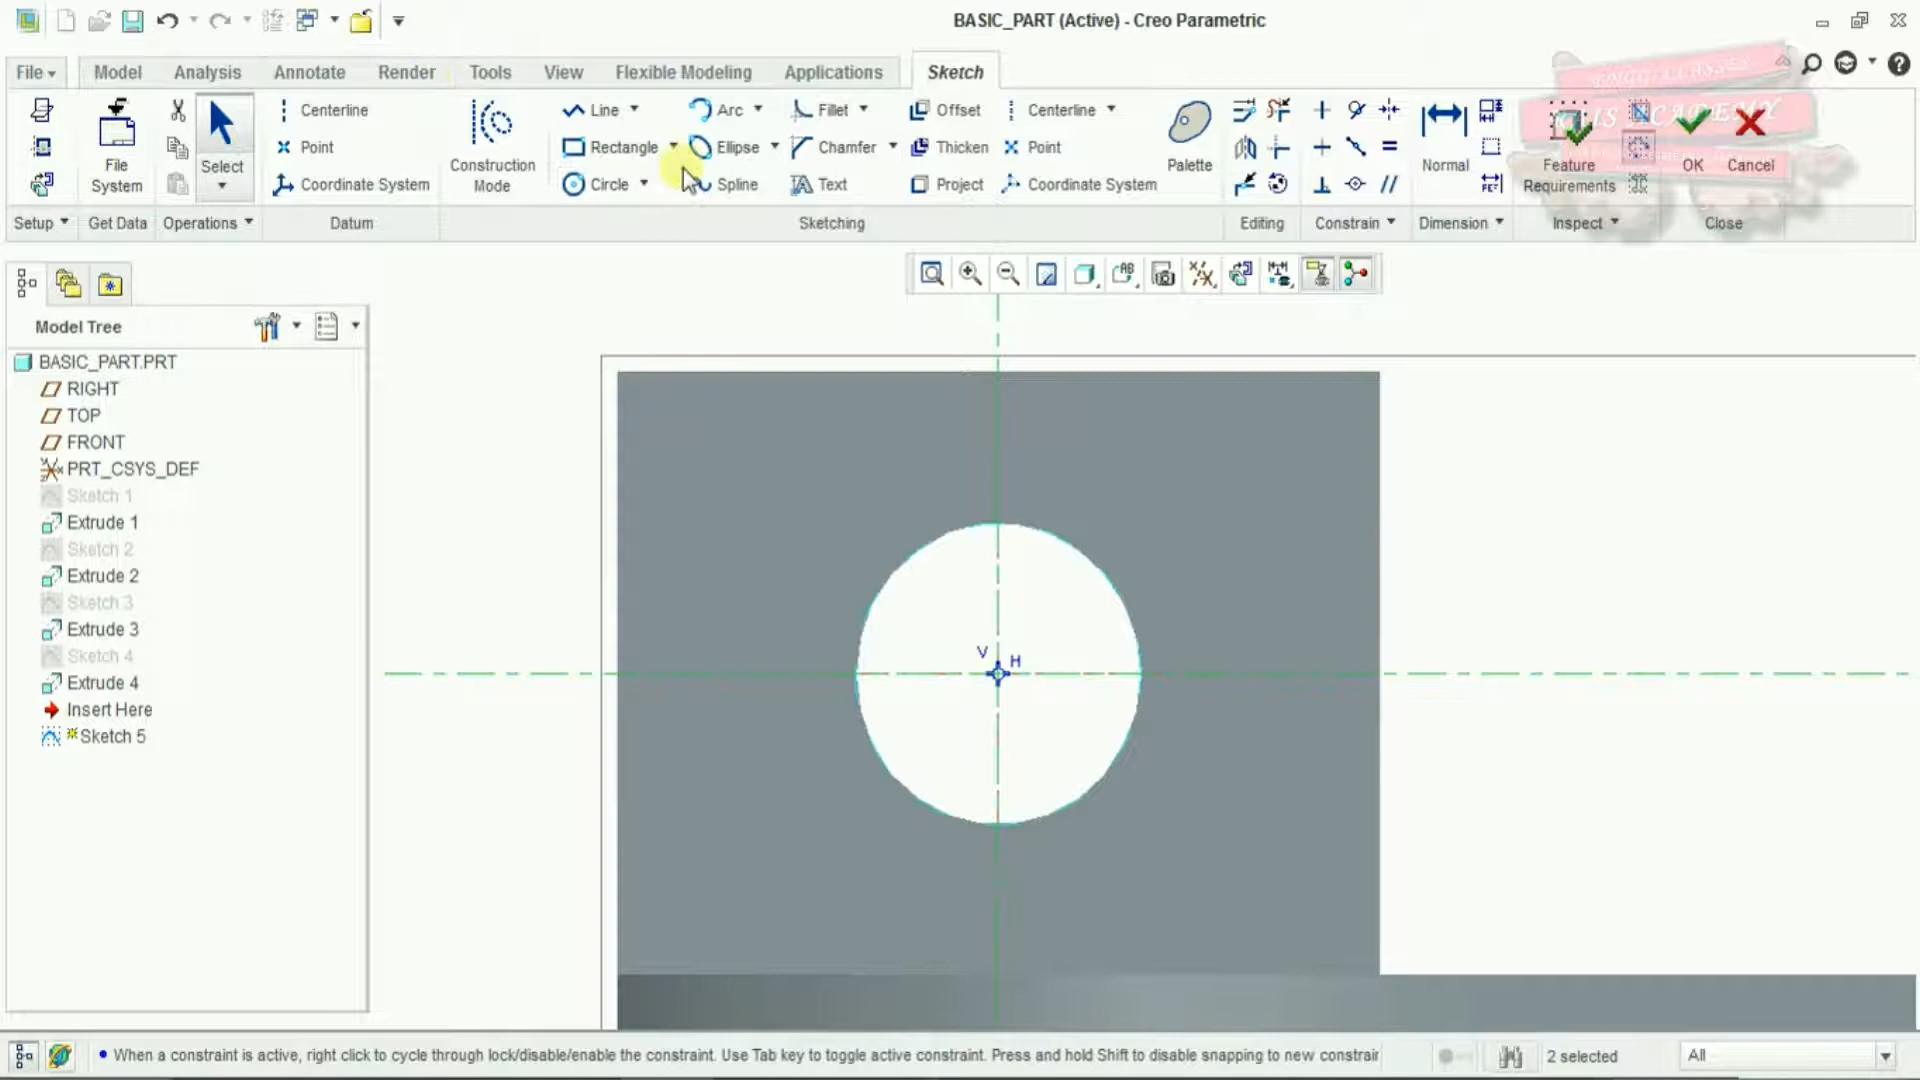 BASIC_PART (Active) - Creo Parametric
File
Model
Analysis
Annotate
Render
Tools
View
Flexible Modeling
Applications
Sketch
File
System
Select
Centerline
Point
Coordinate System
Construction
Mode
Line
Rectangle
Circle
Arc
Ellipse
Spline
Fillet
Chamfer
Text
Offset
Thicken
Project
Centerline
Point
Coordinate System
Palette
Normal
Feature
Requirements
OK
Cancel
ACADEMY
Setup
Get Data
Operations
Datum
Sketching
Editing
Constrain
Dimension
Inspect
Close
Model Tree
BASIC_PART.PRT
RIGHT
TOP
FRONT
PRT_CSYS_DEF
Sketch 1
Extrude 1
Sketch 2
Extrude 2
Sketch 3
Extrude 3
Sketch 4
Extrude 4
Insert Here
Sketch 5
V
H
When a constraint is active, right click to cycle through lock/disable/enable the constraint. Use Tab key to toggle active constraint. Press and hold Shift to disable snapping to new constrair
2 selected
All